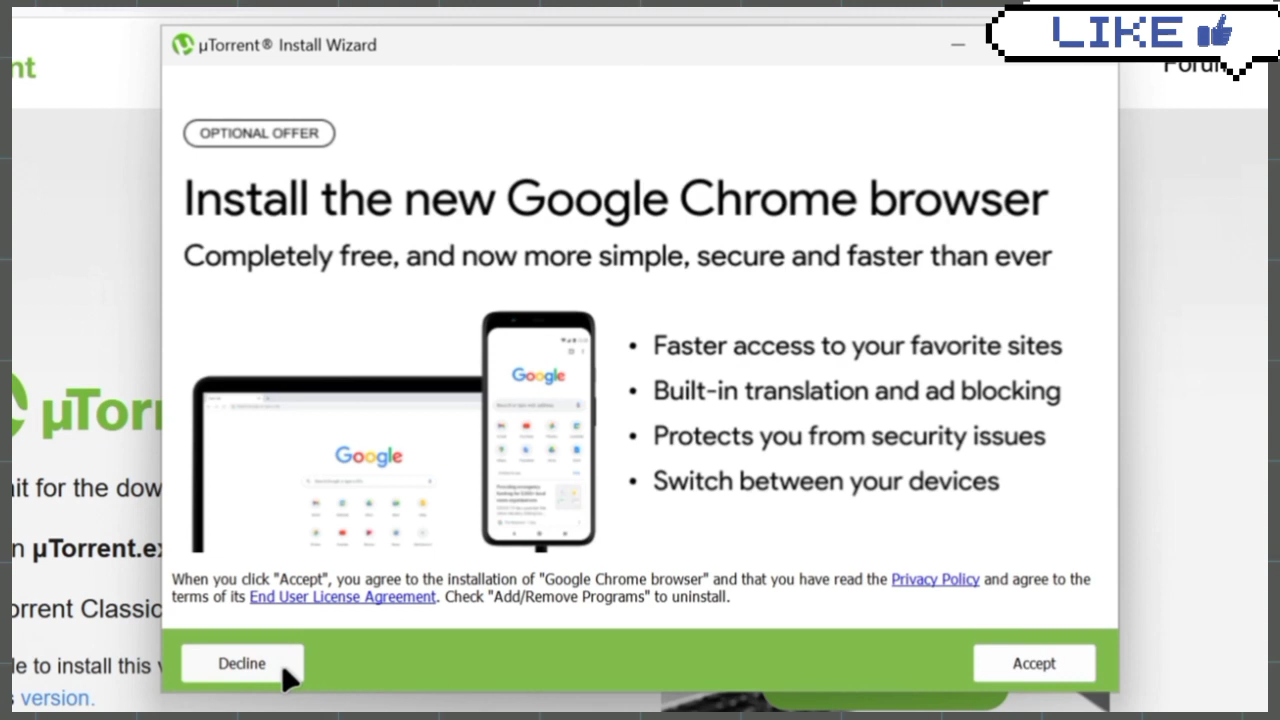 µTorrent® Install Wizard
LIKE
nt
Forum
OPTIONAL OFFER
Install the new Google Chrome browser
Completely free, and now more simple, secure and faster than ever
Google
Google
• Faster access to your favorite sites
• Built-in translation and ad blocking
• Protects you from security issues
• Switch between your devices
µTorr
it for the dow
n µTorrent.ex
orrent Classic
le to install this v
s version.
When you click "Accept", you agree to the installation of "Google Chrome browser" and that you have read the Privacy Policy and agree to the
terms of its End User License Agreement. Check "Add/Remove Programs" to uninstall.
Decline
Accept